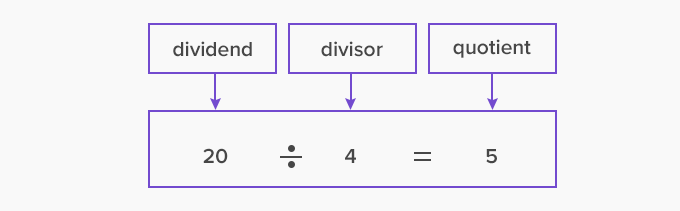 dividend divisor quotient
20 ÷ 4 = 5